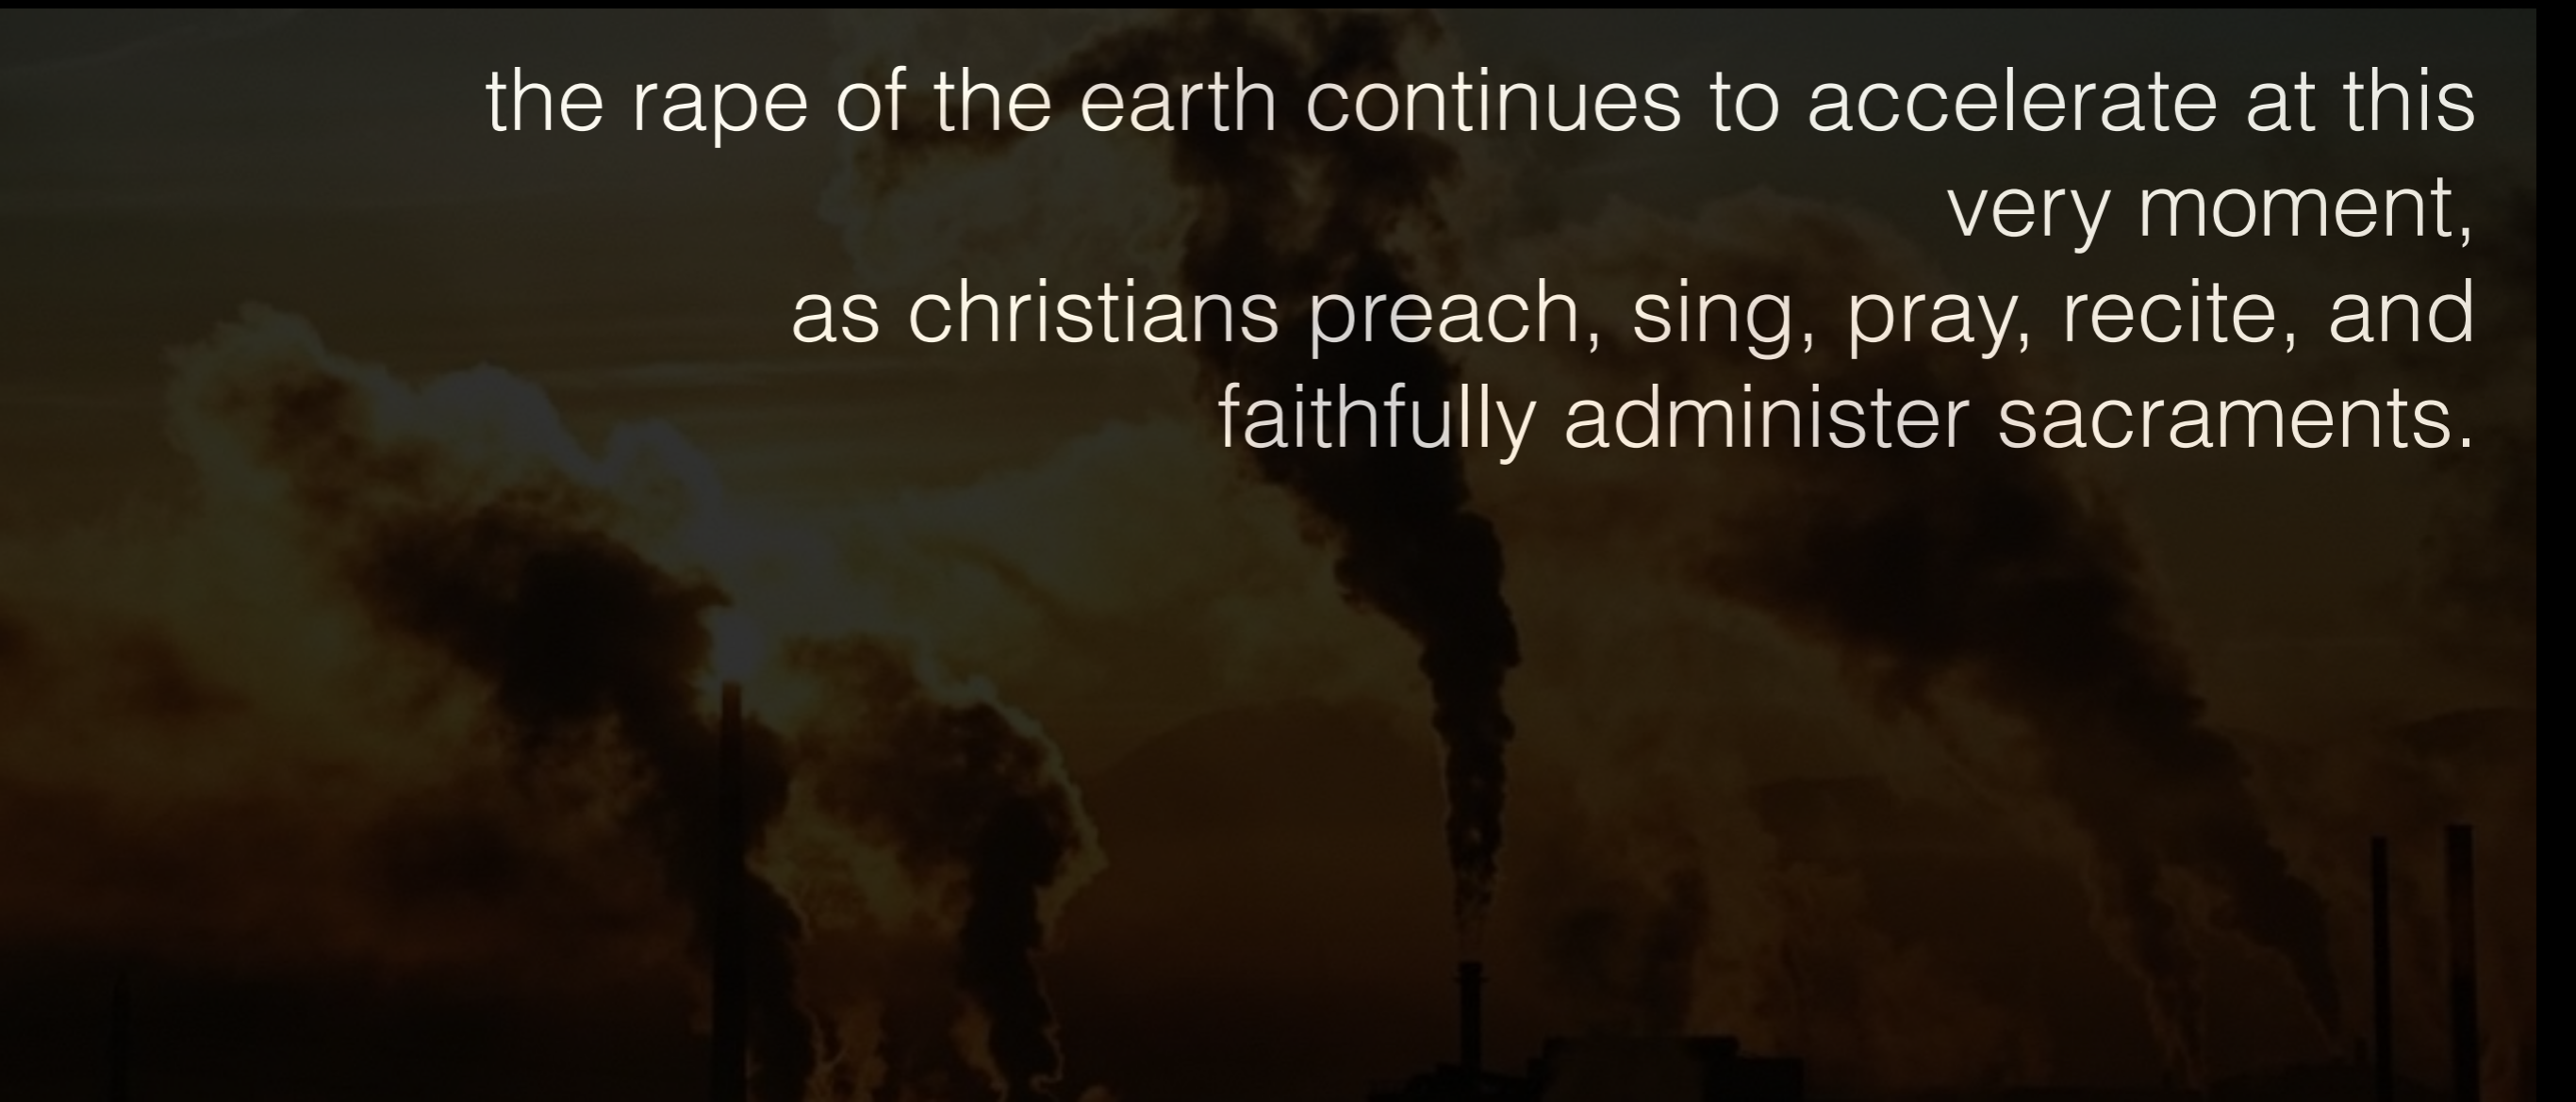 the rape of the earth continues to accelerate at this
very moment,
as christians preach, sing, pray, recite, and
faithfully administer sacraments.